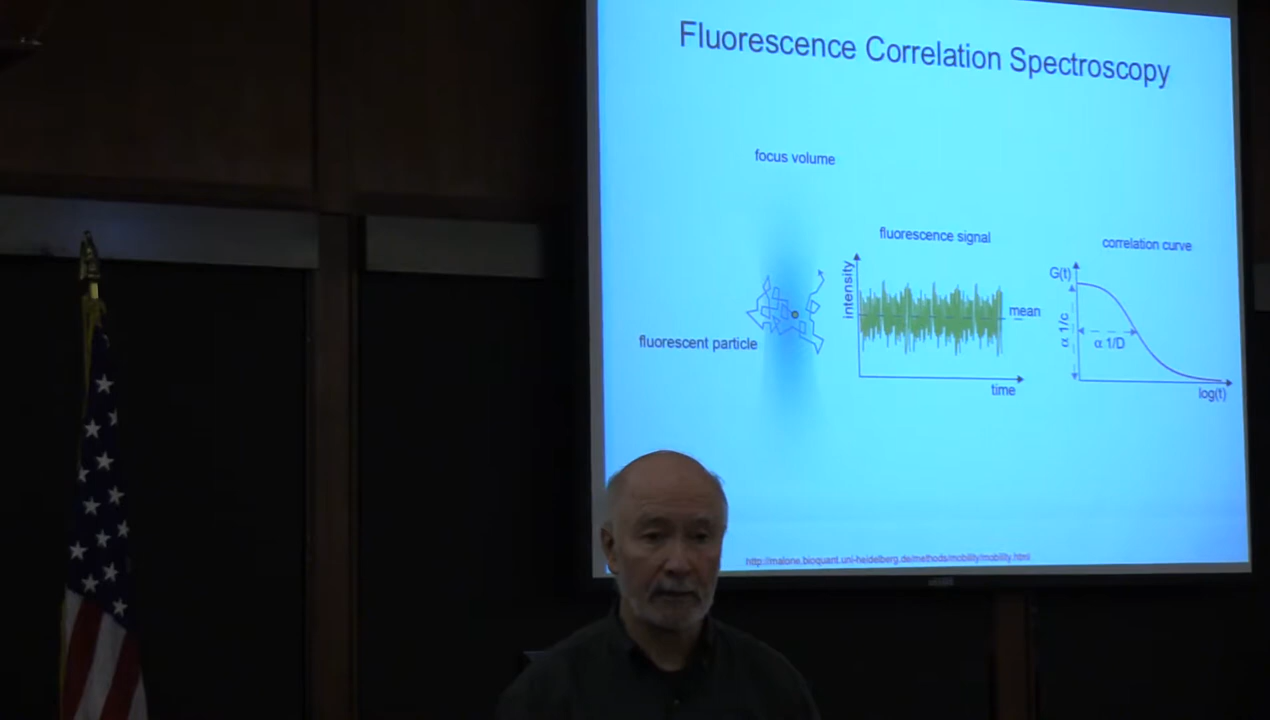 Fluorescence Correlation Spectroscopy
focus volume
fluorescent particle
fluorescence signal
intensity
mean
time
correlation curve
G(t)
α 1/c
α 1/D
log(t)
http://malone.bioquant.uni-heidelberg.de/methods/mobility/mobility.html